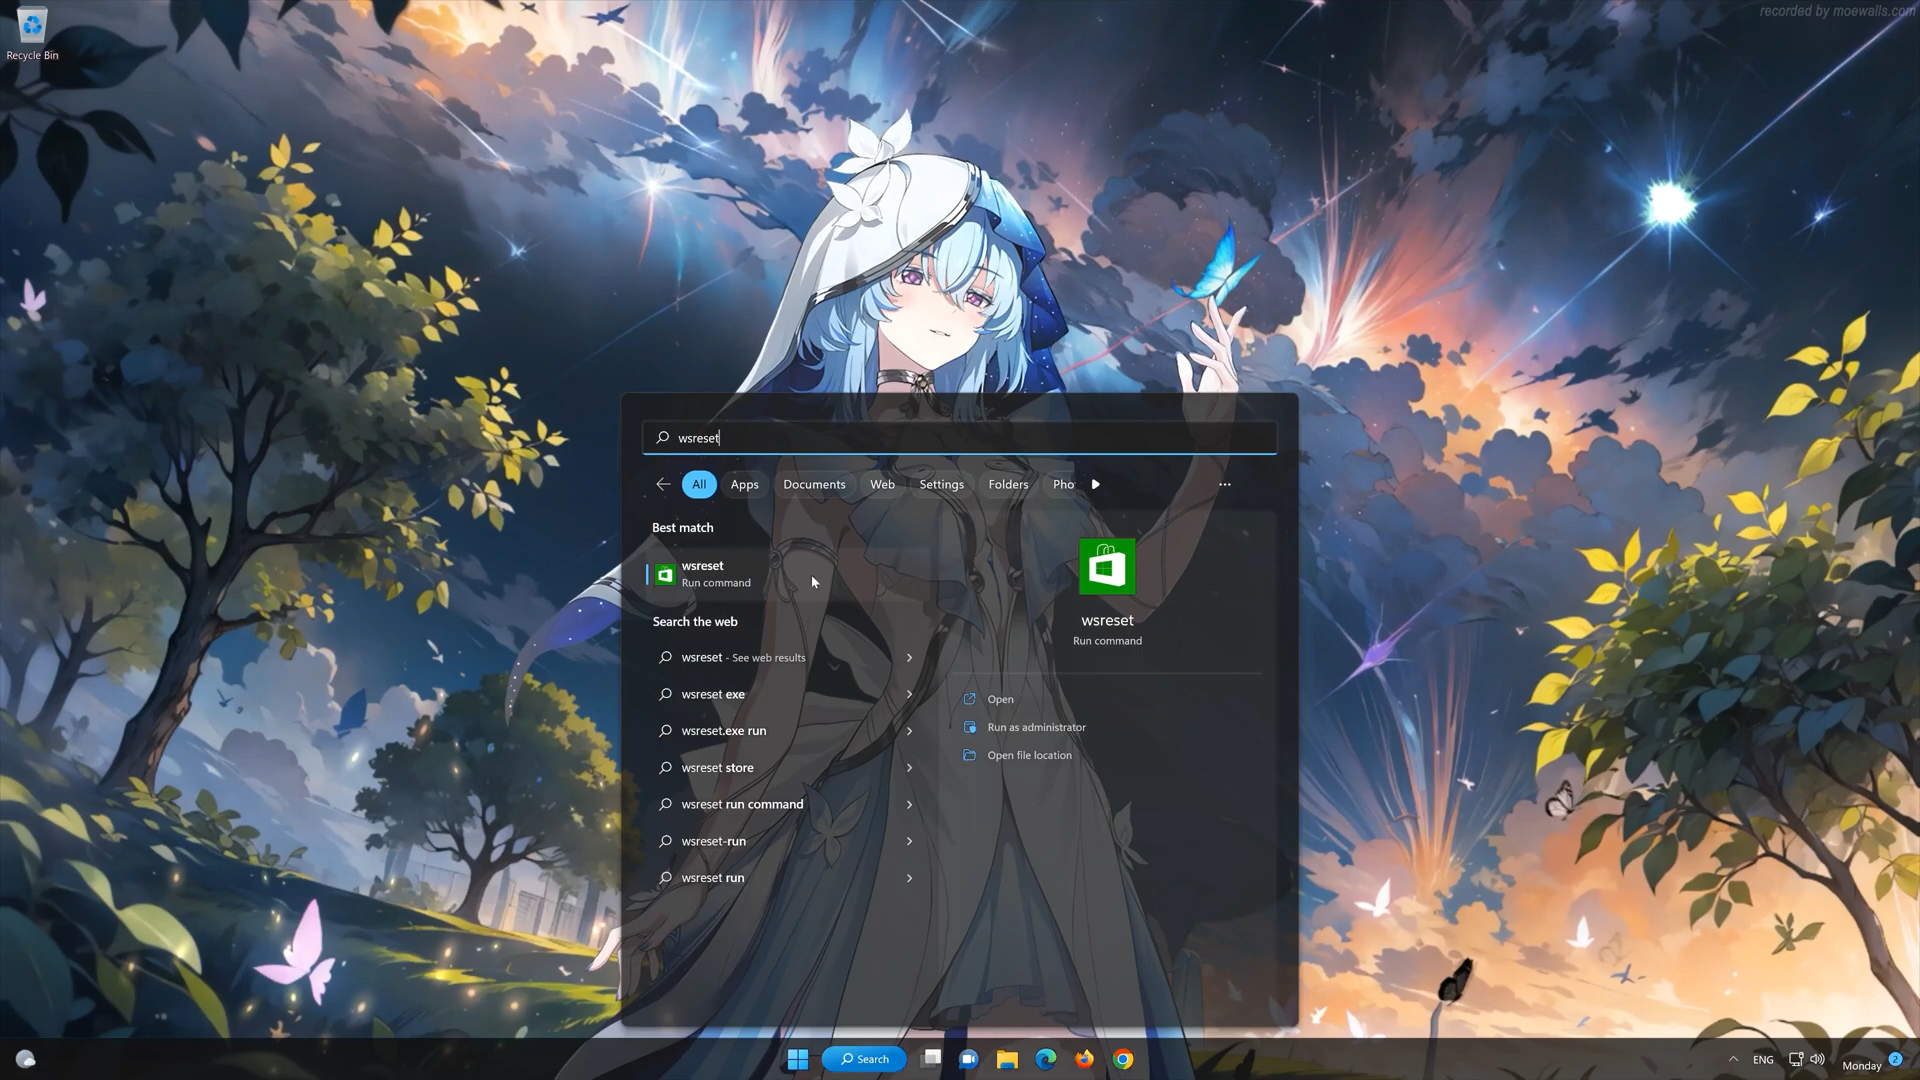 recorded by moewalls.com
Recycle Bin
wsreset
All
Apps
Documents
Web
Settings
Folders
Pho
Best match
wsreset
Run command
wsreset
Run command
Search the web
wsreset - See web results
wsreset exe
wsreset.exe run
wsreset store
wsreset run command
wsreset-run
wsreset run
Open
Run as administrator
Open file location
Search
ENG
Monday
2